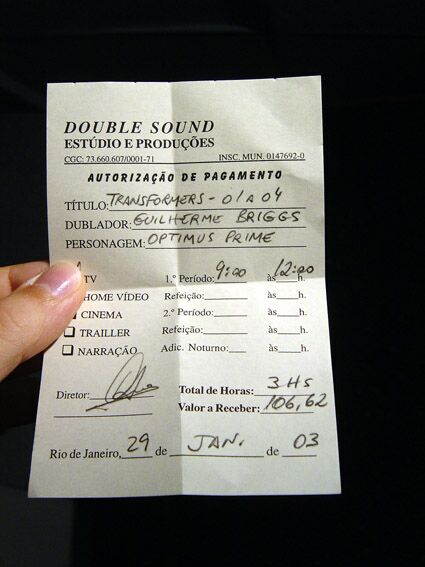 DOUBLE SOUND
ESTÚDIO E PRODUÇÕES
CGC: 73.660.607/0001-71 INSC. MUN. 0147692-0
AUTORIZAÇÃO DE PAGAMENTO
TÍTULO: TRANSFORMERS - 01 A 04
DUBLADOR: GUILHERME BRIGGS
PERSONAGEM: OPTIMUS PRIME
TV 1.º Período: 9:00 às 12:00 h.
HOME VÍDEO Refeição: às h.
CINEMA 2.º Período: às h.
TRAILLER Refeição: às h.
NARRAÇÃO Adic. Noturno: às h.
Diretor: Total de Horas: 3 HS
Valor a Receber: 106,62
Rio de Janeiro, 29 de JAN. de 03